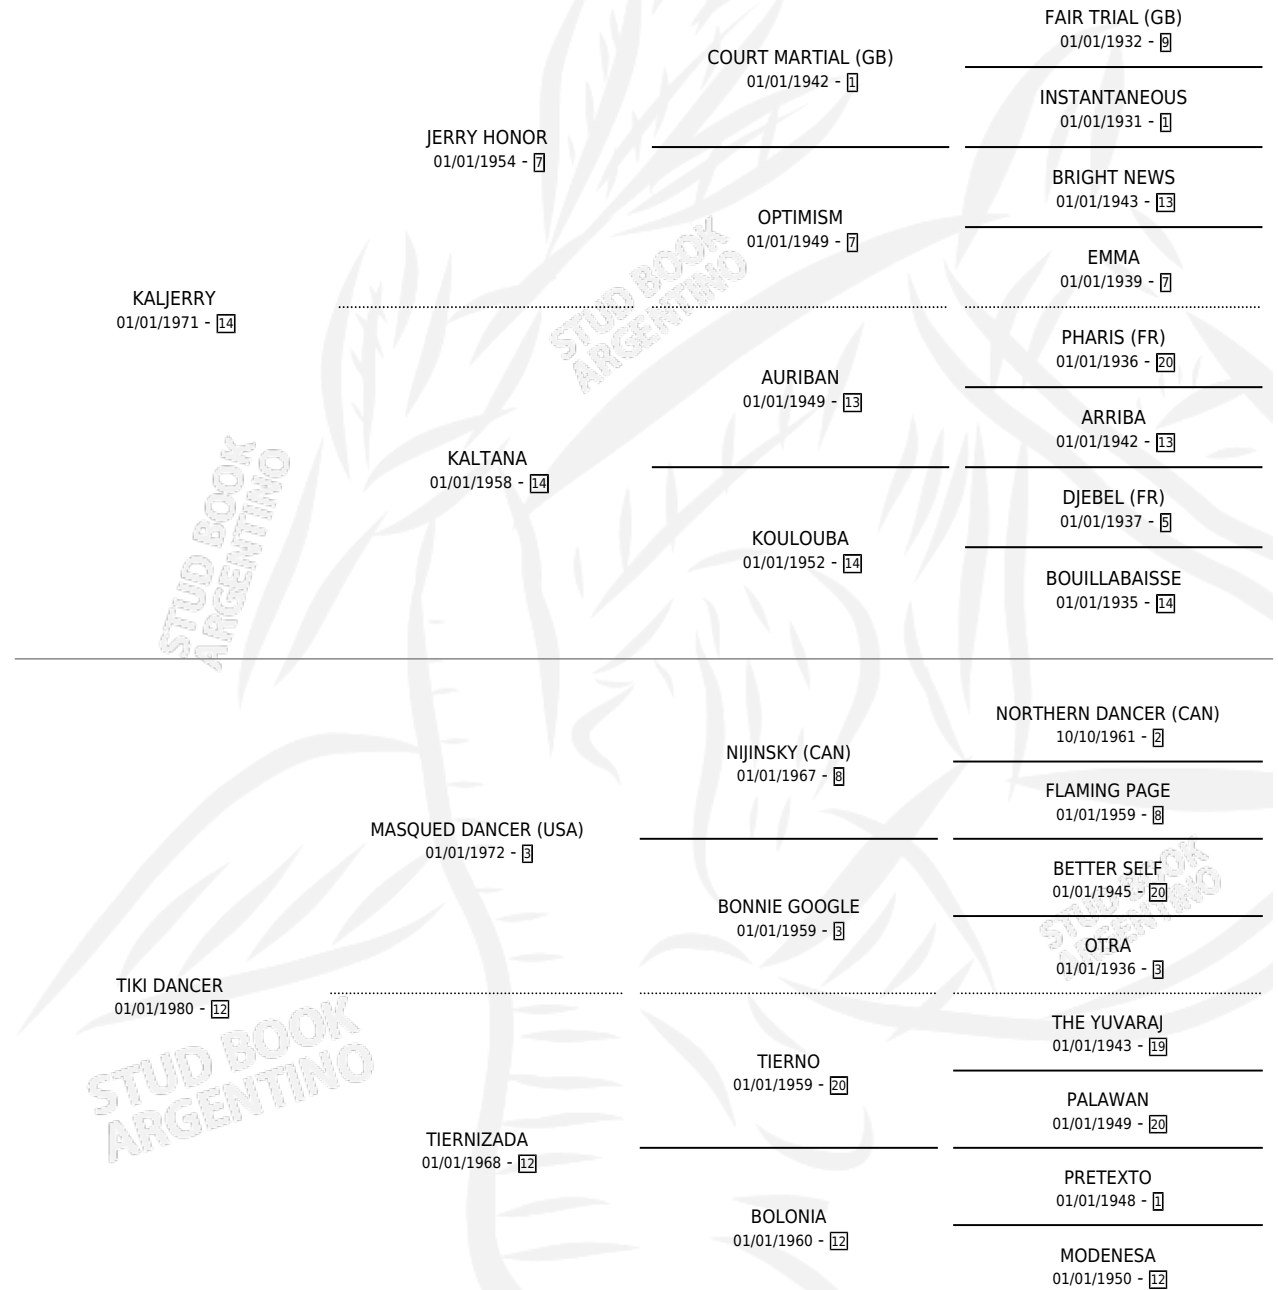 FAIR TRIAL (GB)
01/01/1932 - 9
COURT MARTIAL (GB)
01/01/1942 - 1
INSTANTANEOUS
01/01/1931 - 1
JERRY HONOR
01/01/1954 - 7
BRIGHT NEWS
01/01/1943 - 13
OPTIMISM
01/01/1949 - 7
EMMA
01/01/1939 - 7
KALJERRY
01/01/1971 - 14
PHARIS (FR)
01/01/1936 - 20
AURIBAN
01/01/1949 - 13
ARRIBA
01/01/1942 - 13
KALTANA
01/01/1958 - 14
DJEBEL (FR)
01/01/1937 - 5
KOULOUBA
01/01/1952 - 14
BOUILLABAISSE
01/01/1935 - 14
NORTHERN DANCER (CAN)
10/10/1961 - 2
NIJINSKY (CAN)
01/01/1967 - 8
FLAMING PAGE
01/01/1959 - 8
MASQUED DANCER (USA)
01/01/1972 - 3
BETTER SELF
01/01/1945 - 20
BONNIE GOOGLE
01/01/1959 - 3
OTRA
01/01/1936 - 3
TIKI DANCER
01/01/1980 - 12
THE YUVARAJ
01/01/1943 - 19
TIERNO
01/01/1959 - 20
PALAWAN
01/01/1949 - 20
TIERNIZADA
01/01/1968 - 12
PRETEXTO
01/01/1948 - 1
BOLONIA
01/01/1960 - 12
MODENESA
01/01/1950 - 12
STUD BOOK
ARGENTINO
STUD BOOK
ARGENTINO
STUD BOOK
ARGENTINO
STUD BOOK
ARGENTINO